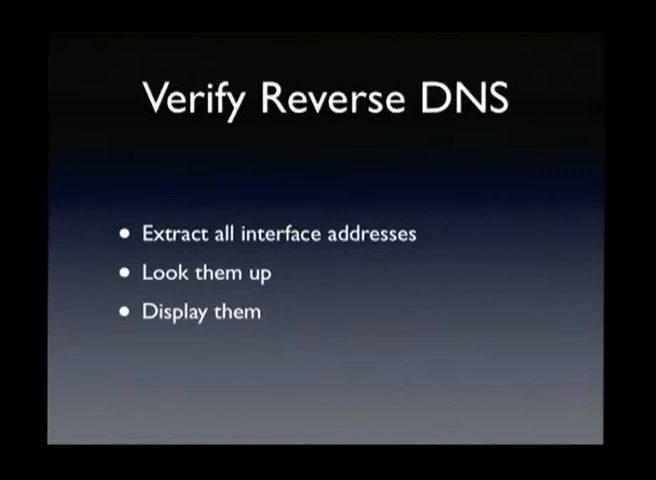 Verify Reverse DNS
• Extract all interface addresses
• Look them up
• Display them